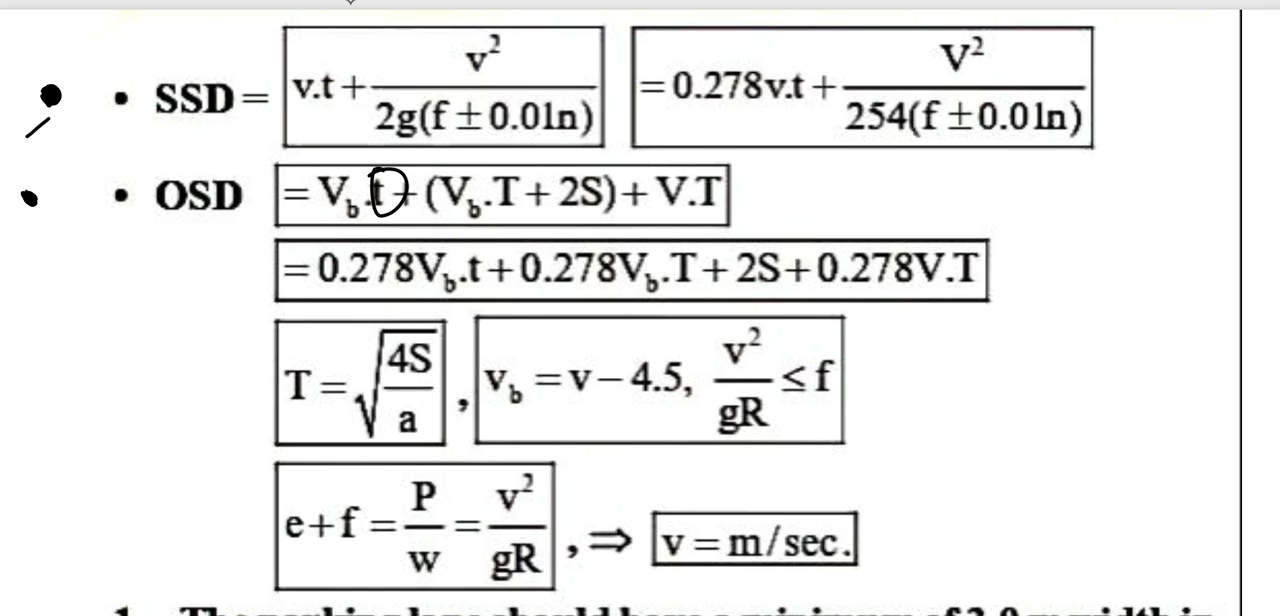 • SSD = v.t + v²/2g(f ± 0.01n) = 0.278v.t + V²/254(f ± 0.01n)
• OSD = V_b.t + (V_b.T + 2S) + V.T
= 0.278V_b.t + 0.278V_b.T + 2S + 0.278V.T
T = √(4S/a) , v_b = v − 4.5, v²/gR ≤ f
e + f = P/w = v²/gR , ⇒ v = m/sec.